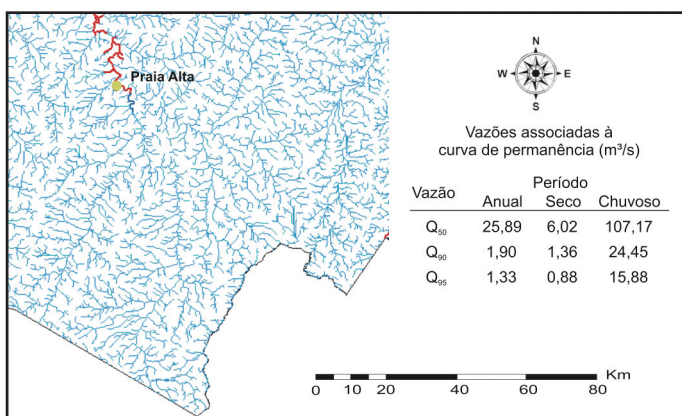 Praia Alta
N
W E
S
Vazões associadas à
curva de permanência (m³/s)
Vazão Período
Anual Seco Chuvoso
Q50 25,89 6,02 107,17
Q90 1,90 1,36 24,45
Q95 1,33 0,88 15,88
Km
0 10 20 40 60 80